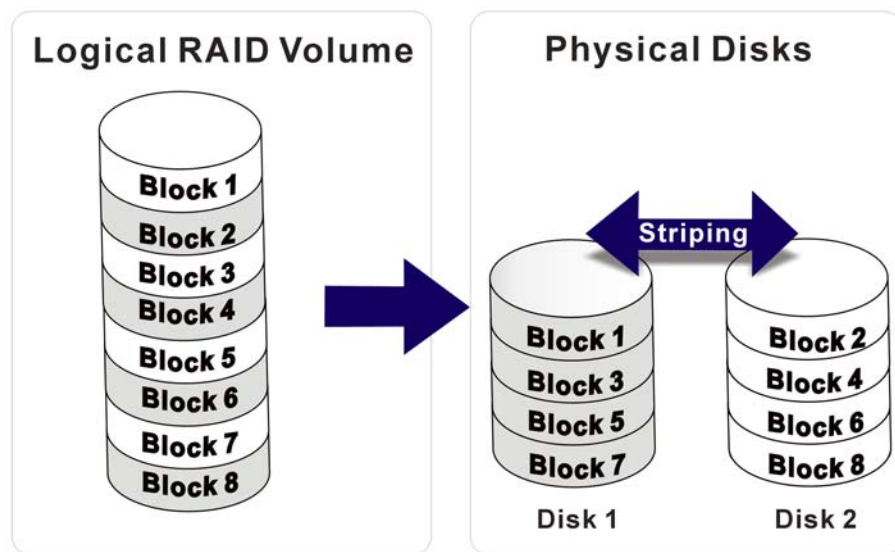 Logical RAID Volume
Block 1
Block 2
Block 3
Block 4
Block 5
Block 6
Block 7
Block 8
Physical Disks
Striping
Block 1
Block 3
Block 5
Block 7
Disk 1
Block 2
Block 4
Block 6
Block 8
Disk 2